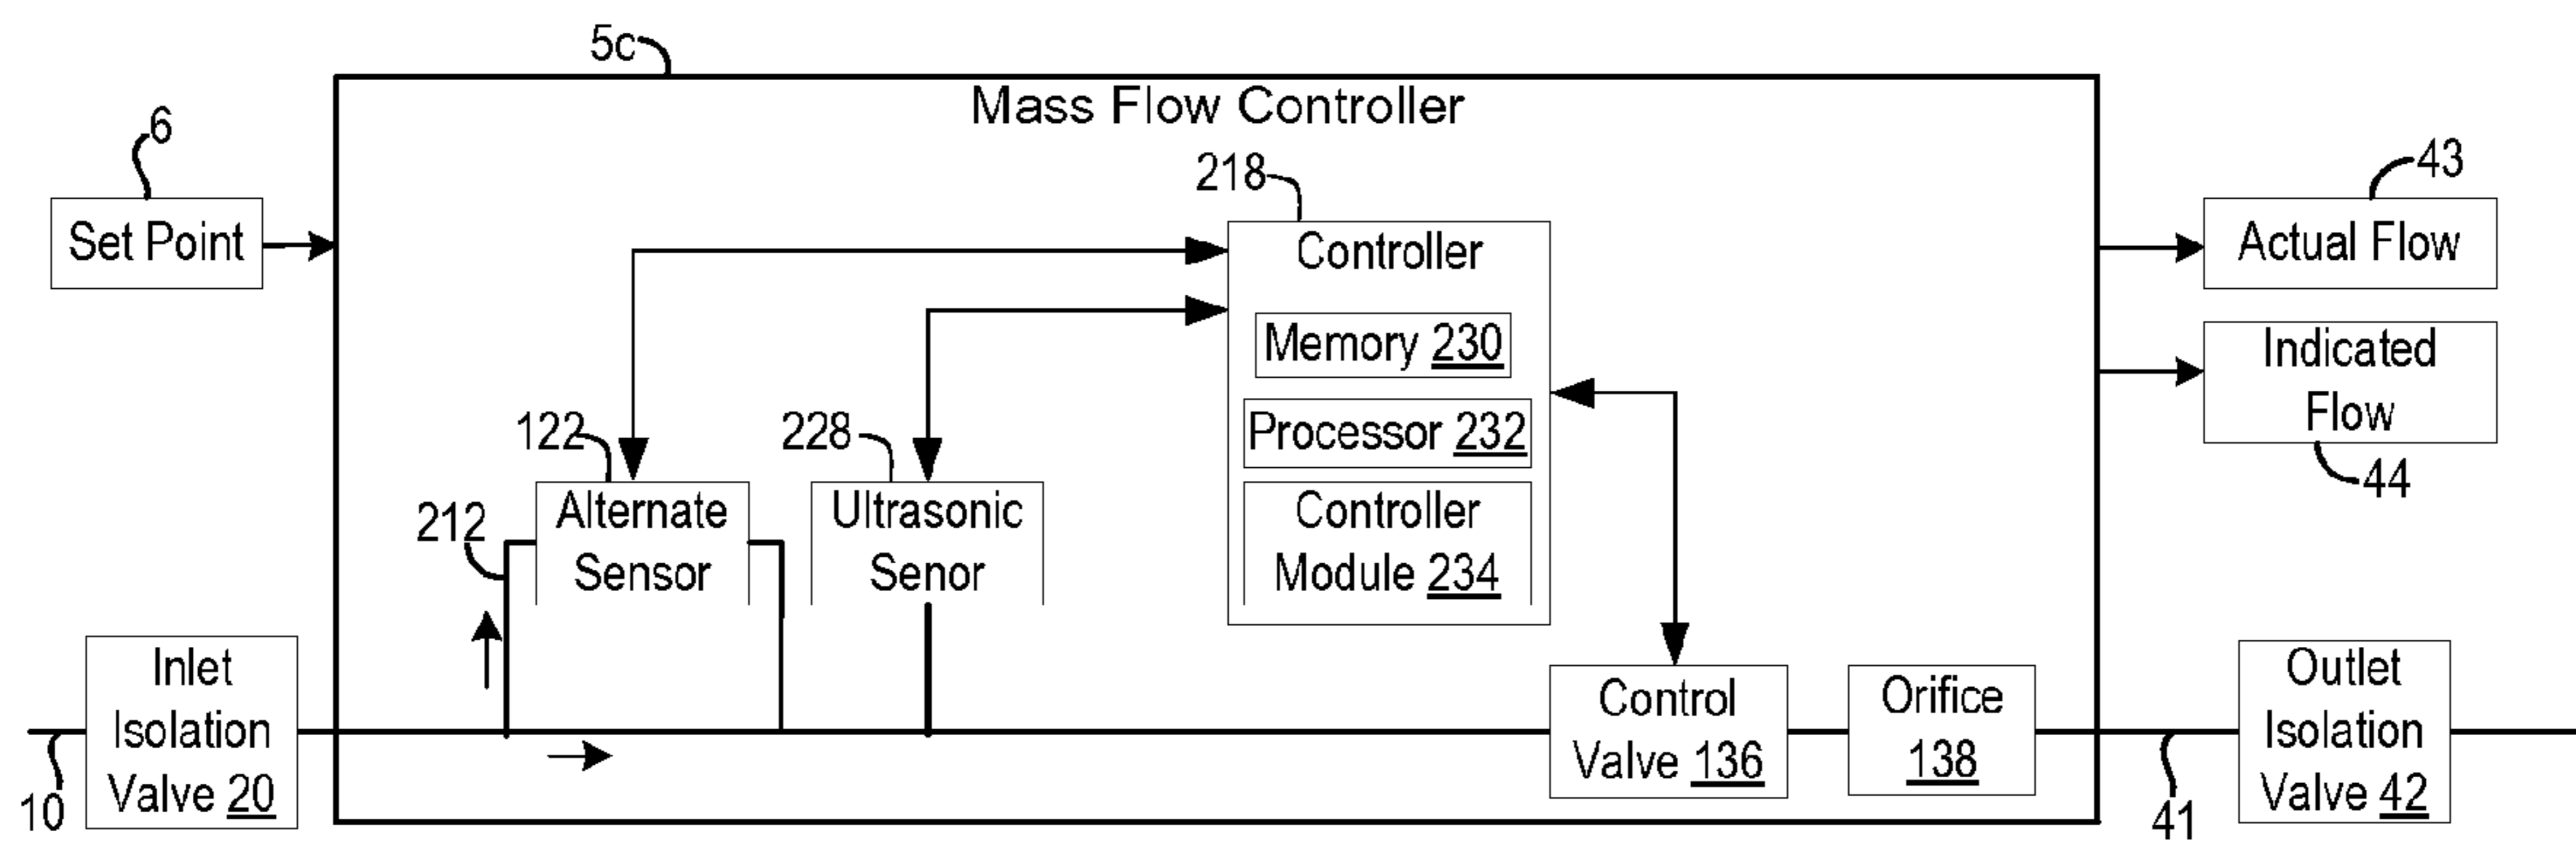 5c
Mass Flow Controller
6
Set Point
218
Controller
Memory 230
Processor 232
Controller
Module 234
43
Actual Flow
Indicated
Flow
44
122
Alternate
Sensor
212
228
Ultrasonic
Senor
Inlet
Isolation
Valve 20
10
Control
Valve 136
Orifice
138
41
Outlet
Isolation
Valve 42